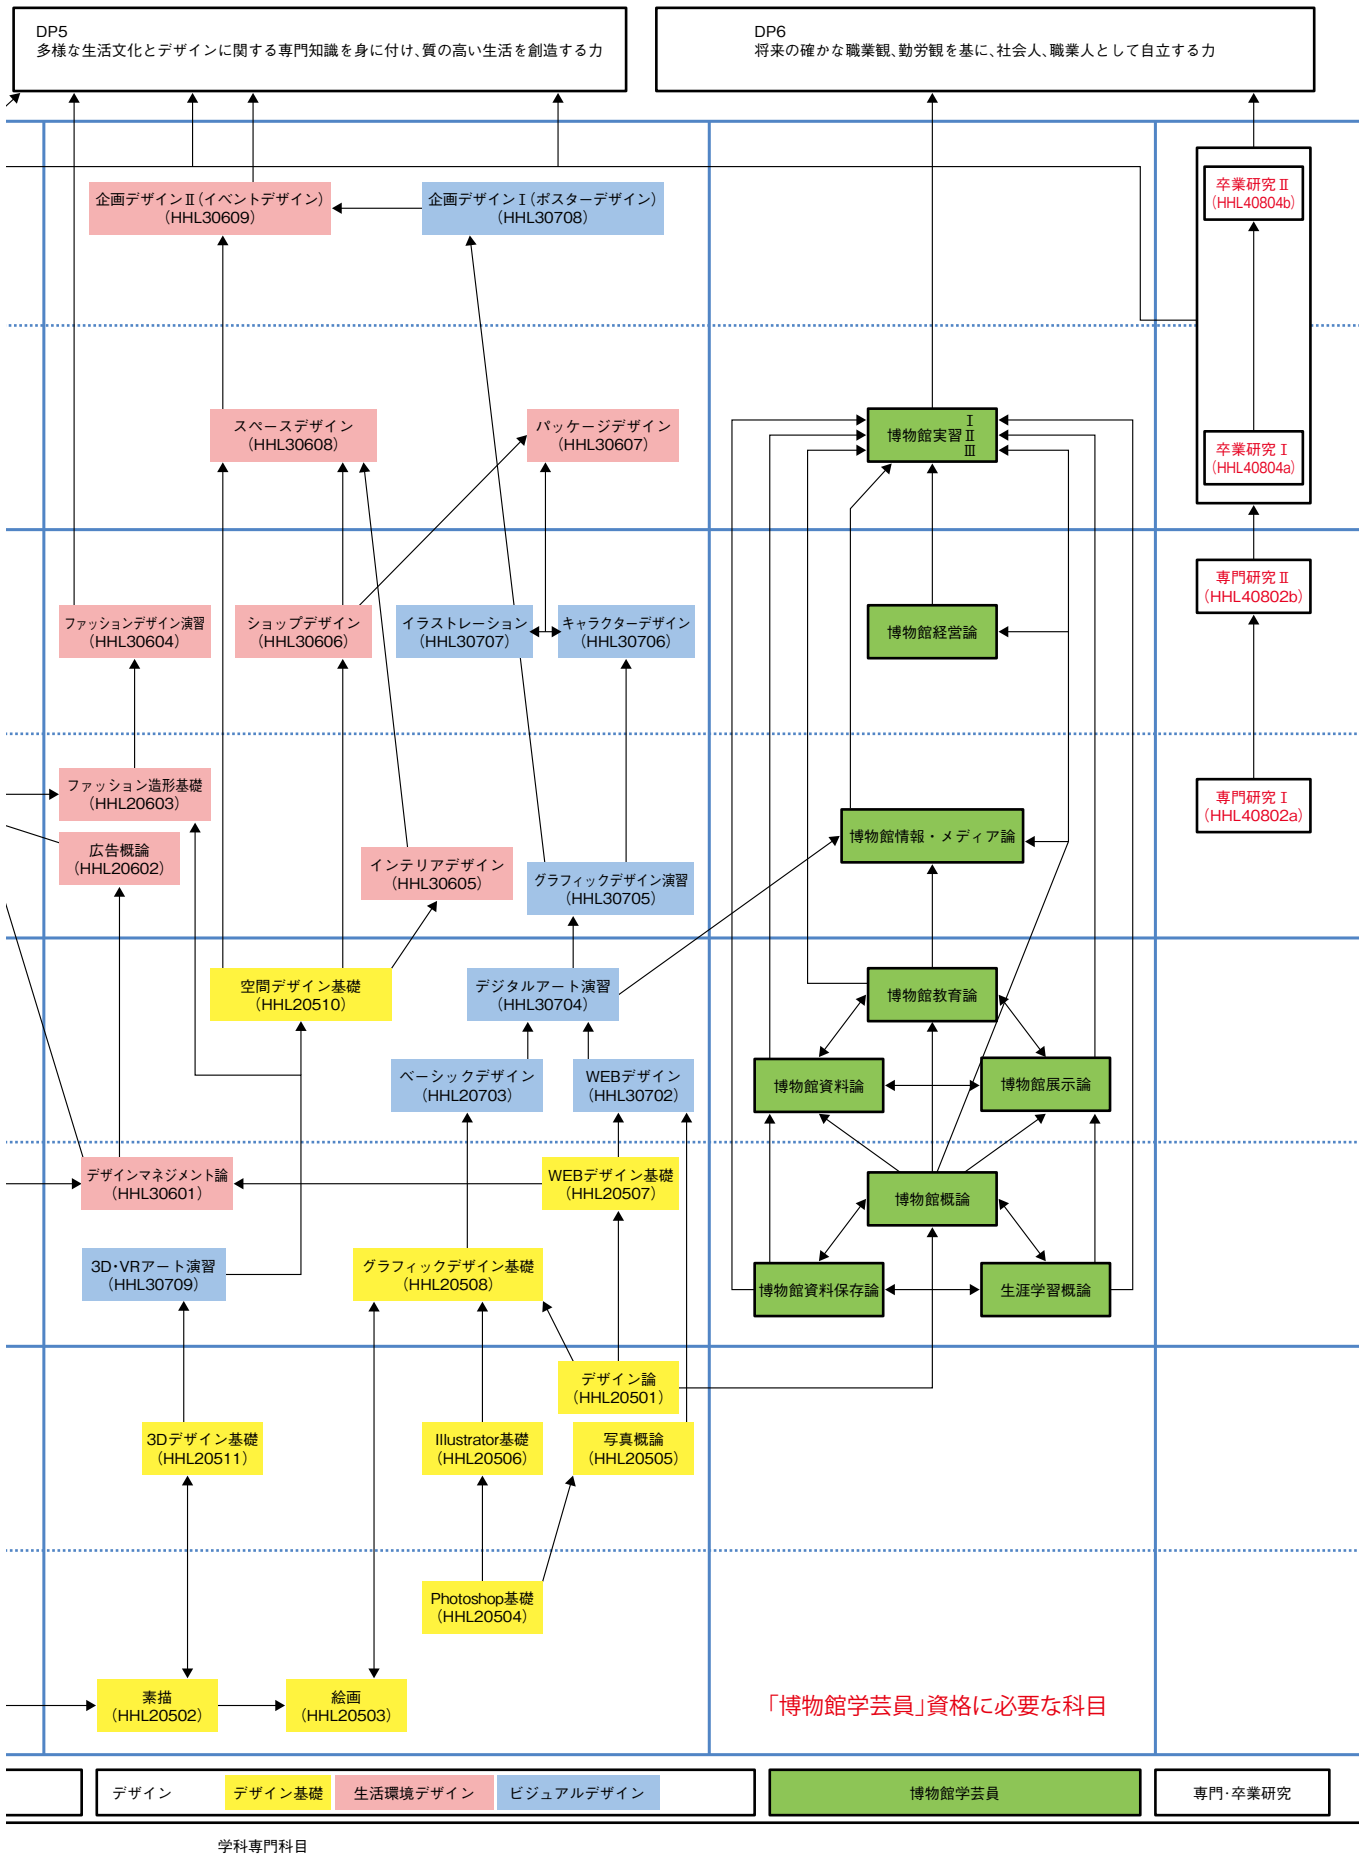 DP5
多様な生活文化とデザインに関する専門知識を身に付け、質の高い生活を創造する力
DP6
将来の確かな職業観、勤労観を基に、社会人、職業人として自立する力
企画デザインⅡ（イベントデザイン）
（HHL30609）
企画デザインⅠ（ポスターデザイン）
（HHL30708）
卒業研究Ⅱ
（HHL40804b）
スペースデザイン
（HHL30608）
パッケージデザイン
（HHL30607）
博物館実習
Ⅰ
Ⅱ
Ⅲ
卒業研究Ⅰ
（HHL40804a）
専門研究Ⅱ
（HHL40802b）
ファッションデザイン演習
（HHL30604）
ショップデザイン
（HHL30606）
イラストレーション
（HHL30707）
キャラクターデザイン
（HHL30706）
博物館経営論
ファッション造形基礎
（HHL20603）
専門研究Ⅰ
（HHL40802a）
広告概論
（HHL20602）
インテリアデザイン
（HHL30605）
グラフィックデザイン演習
（HHL30705）
博物館情報・メディア論
空間デザイン基礎
（HHL20510）
デジタルアート演習
（HHL30704）
博物館教育論
ベーシックデザイン
（HHL20703）
WEBデザイン
（HHL30702）
博物館資料論
博物館展示論
デザインマネジメント論
（HHL30601）
WEBデザイン基礎
（HHL20507）
博物館概論
3D・VRアート演習
（HHL30709）
グラフィックデザイン基礎
（HHL20508）
博物館資料保存論
生涯学習概論
デザイン論
（HHL20501）
3Dデザイン基礎
（HHL20511）
Illustrator基礎
（HHL20506）
写真概論
（HHL20505）
Photoshop基礎
（HHL20504）
素描
（HHL20502）
絵画
（HHL20503）
「博物館学芸員」資格に必要な科目
デザイン
デザイン基礎
生活環境デザイン
ビジュアルデザイン
博物館学芸員
専門・卒業研究
学科専門科目